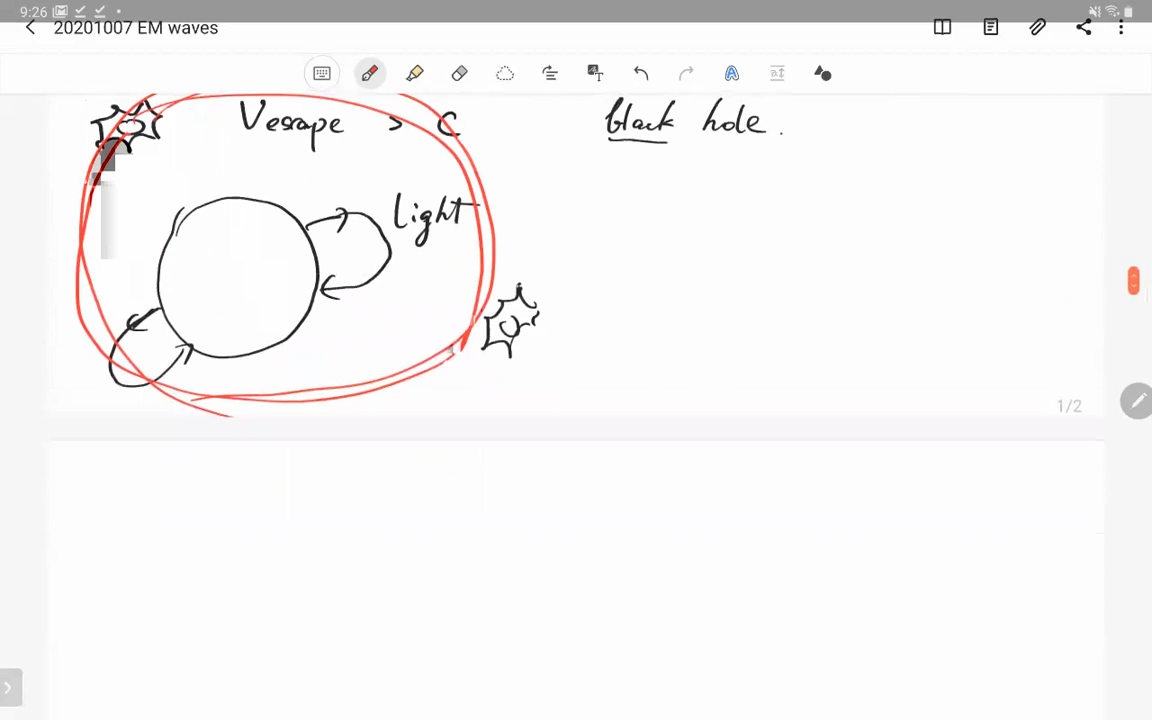 9:26
20201007 EM waves
Vescape > C
black hole .
light
1/2